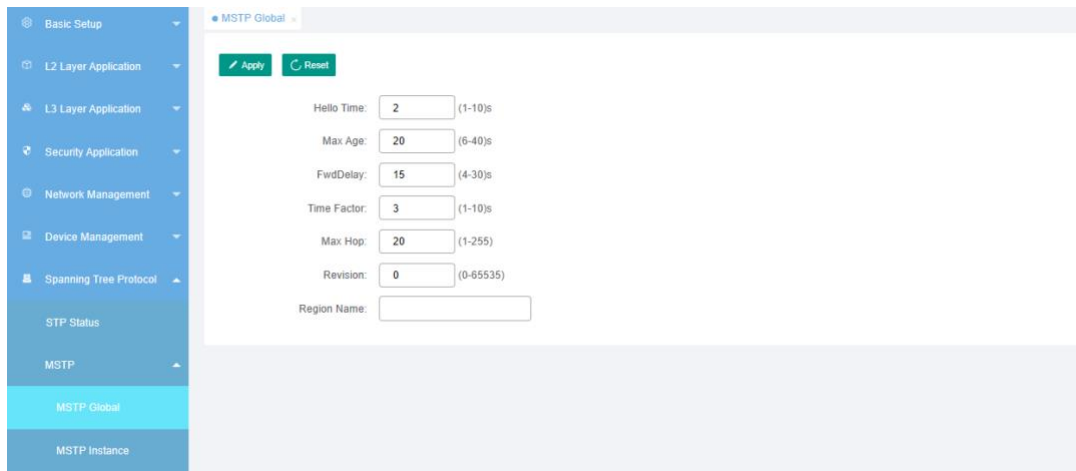 Basic Setup
L2 Layer Application
L3 Layer Application
Security Application
Network Management
Device Management
Spanning Tree Protocol
STP Status
MSTP
MSTP Global
MSTP Instance
MSTP Global ×
Apply Reset
Hello Time: 2 (1-10)s
Max Age: 20 (6-40)s
FwdDelay: 15 (4-30)s
Time Factor: 3 (1-10)s
Max Hop: 20 (1-255)
Revision: 0 (0-65535)
Region Name: